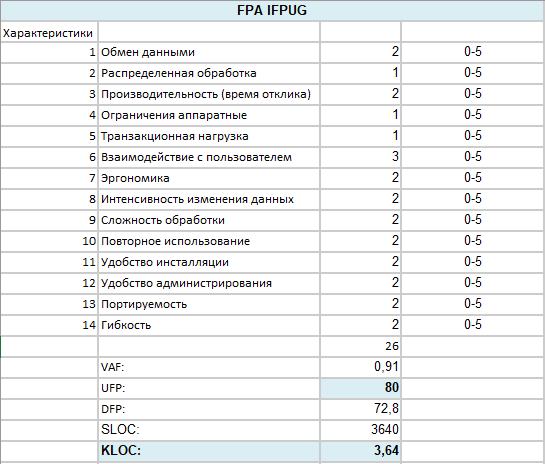 FPA IFPUG
Характеристики
1 Обмен данными 2 0-5
2 Распределенная обработка 1 0-5
3 Производительность (время отклика) 2 0-5
4 Ограничения аппаратные 1 0-5
5 Транзакционная нагрузка 1 0-5
6 Взаимодействие с пользователем 3 0-5
7 Эргономика 2 0-5
8 Интенсивность изменения данных 2 0-5
9 Сложность обработки 2 0-5
10 Повторное использование 2 0-5
11 Удобство инсталляции 2 0-5
12 Удобство администрирования 2 0-5
13 Портируемость 2 0-5
14 Гибкость 2 0-5
26
VAF: 0,91
UFP: 80
DFP: 72,8
SLOC: 3640
KLOC: 3,64